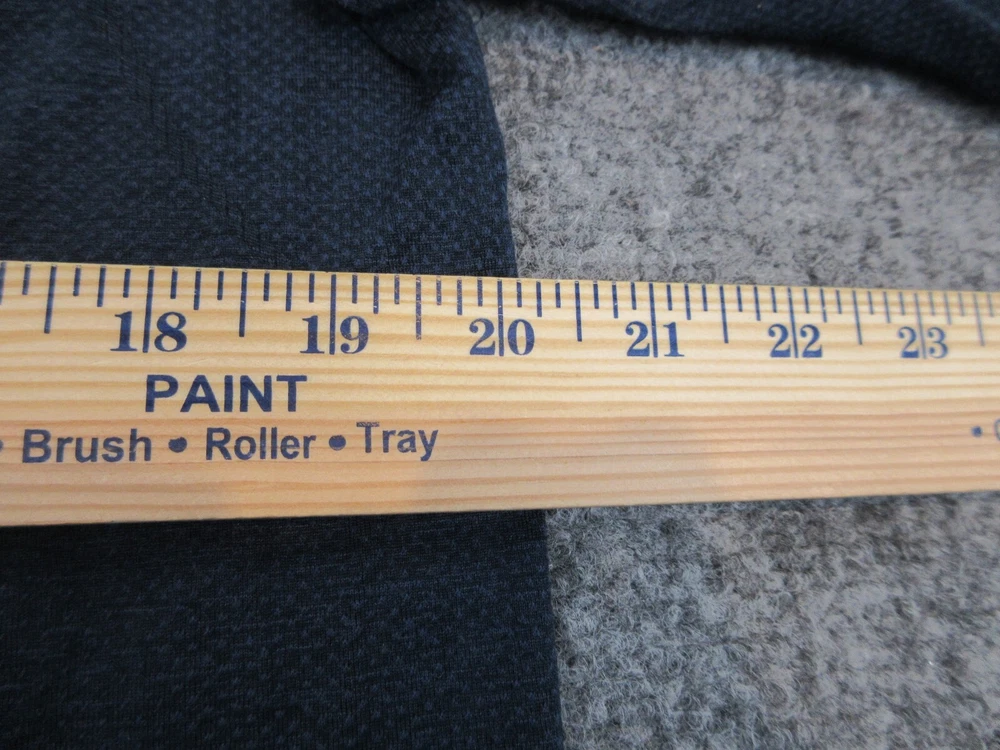 18 19 20 21 22 23
PAINT
• Brush • Roller • Tray •